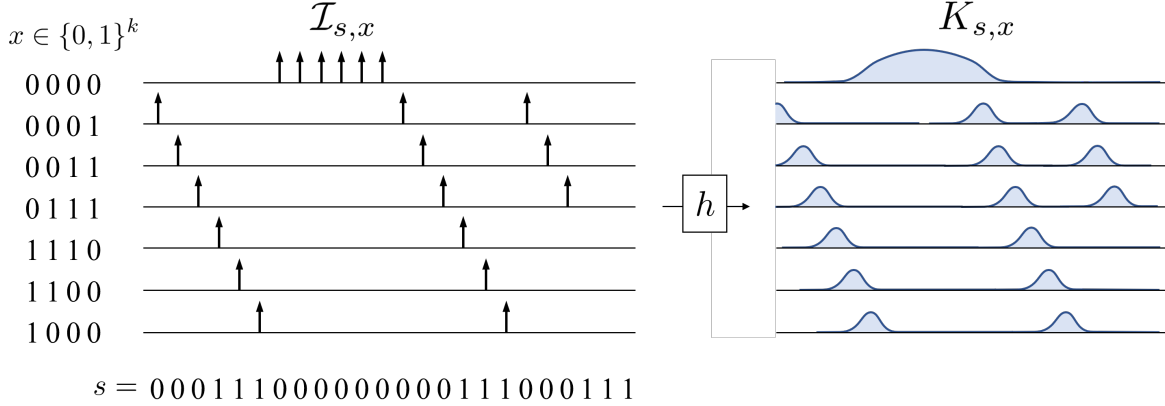 x ∈ {0,1}^k
𝓘_{s,x}
K_{s,x}
0 0 0 0
0 0 0 1
0 0 1 1
0 1 1 1
1 1 1 0
1 1 0 0
1 0 0 0
h
s = 0 0 0 1 1 1 0 0 0 0 0 0 0 0 0 1 1 1 0 0 0 1 1 1